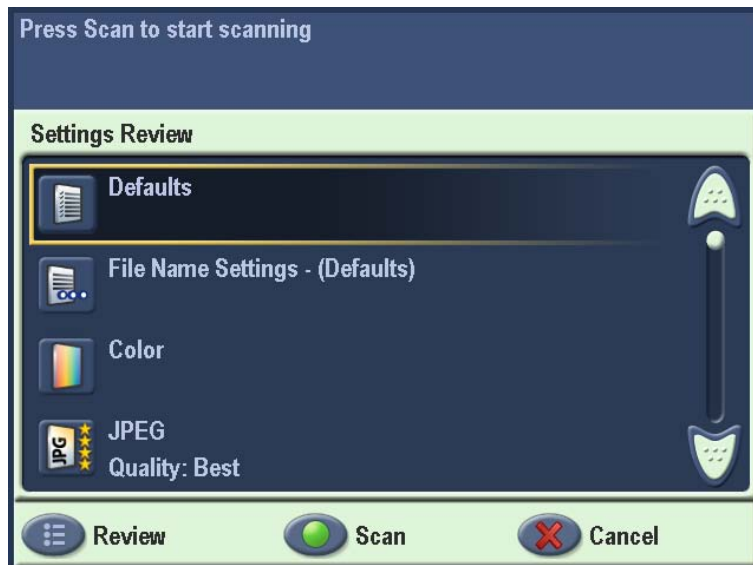 Press Scan to start scanning
Settings Review
Defaults
File Name Settings - (Defaults)
Color
JPG
JPEG
Quality: Best
Review
Scan
Cancel